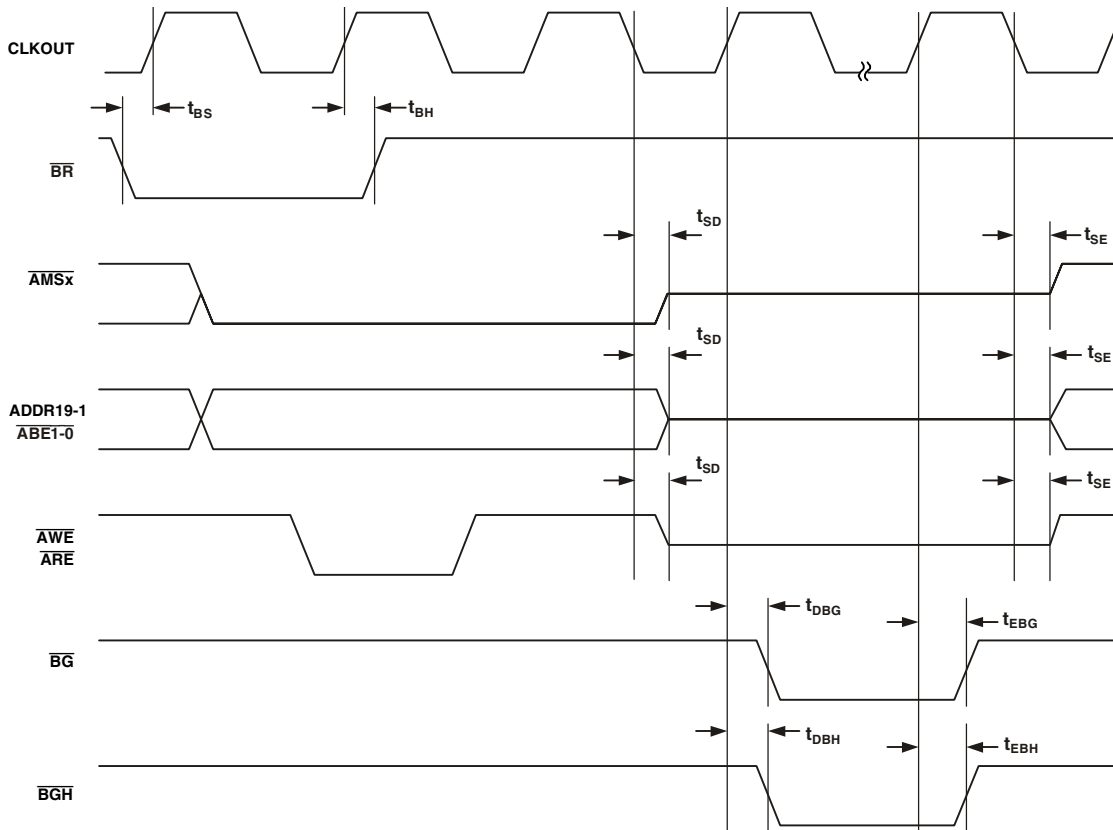 CLKOUT
tBS
tBH
BR
tSD
tSE
AMSx
tSD
tSE
ADDR19-1
ABE1-0
tSD
tSE
AWE
ARE
tDBG
tEBG
BG
tDBH
tEBH
BGH